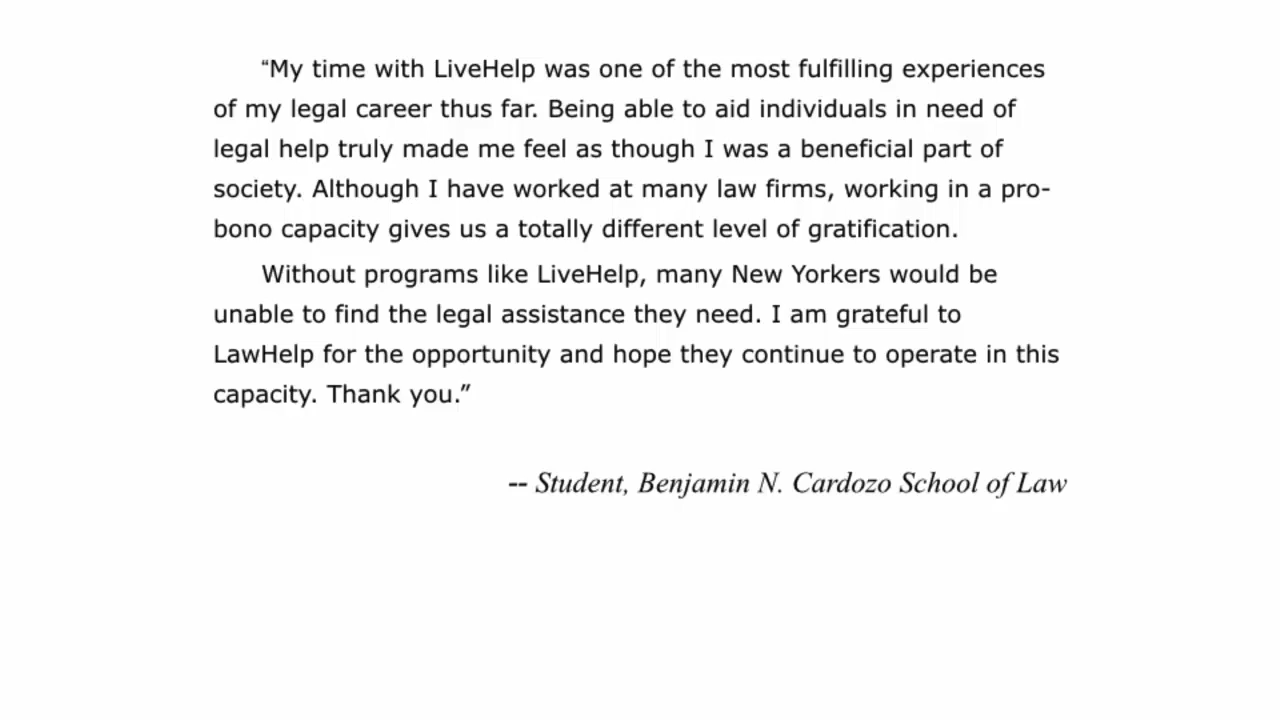 “My time with LiveHelp was one of the most fulfilling experiences
of my legal career thus far. Being able to aid individuals in need of
legal help truly made me feel as though I was a beneficial part of
society. Although I have worked at many law firms, working in a pro-
bono capacity gives us a totally different level of gratification.
Without programs like LiveHelp, many New Yorkers would be
unable to find the legal assistance they need. I am grateful to
LawHelp for the opportunity and hope they continue to operate in this
capacity. Thank you.”
-- Student, Benjamin N. Cardozo School of Law